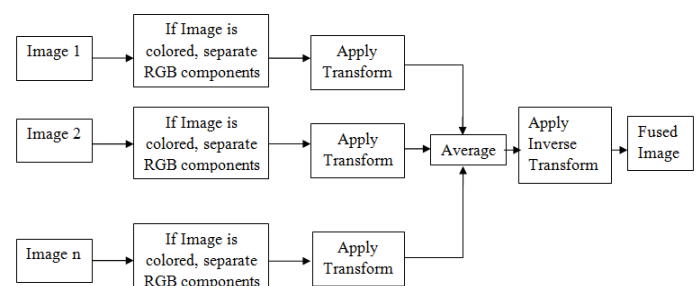 Image 1
If Image is
colored, separate
RGB components
Apply
Transform
Image 2
If Image is
colored, separate
RGB components
Apply
Transform
Average
Apply
Inverse
Transform
Fused
Image
Image n
If Image is
colored, separate
RGB components
Apply
Transform